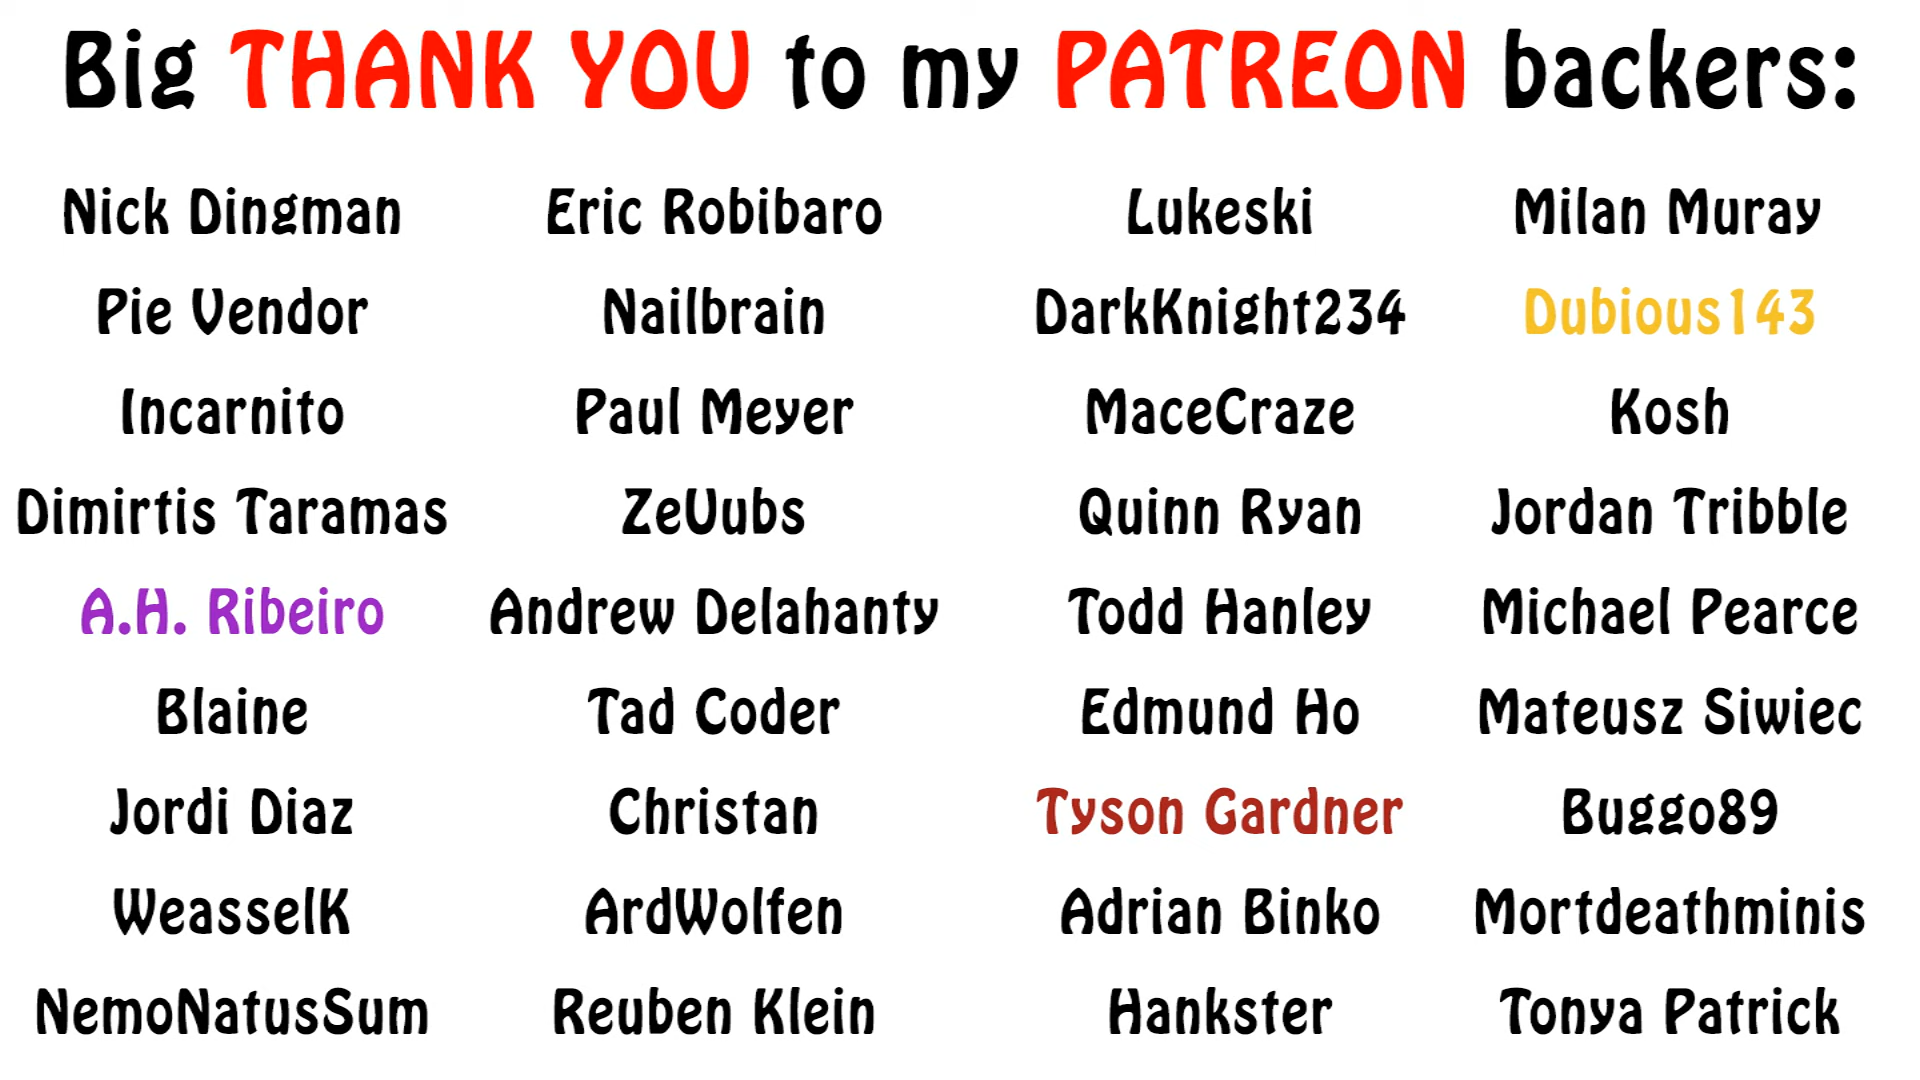 Big THANK YOU to my PATREON backers:
Nick Dingman Eric Robibaro Lukeski Milan Muray
Pie Vendor Nailbrain DarkKnight234 Dubious143
Incarnito Paul Meyer MaceCraze Kosh
Dimirtis Taramas ZeUubs Quinn Ryan Jordan Tribble
A.H. Ribeiro Andrew Delahanty Todd Hanley Michael Pearce
Blaine Tad Coder Edmund Ho Mateusz Siwiec
Jordi Diaz Christan Tyson Gardner Buggo89
WeasselK ArdWolfen Adrian Binko Mortdeathminis
NemoNatusSum Reuben Klein Hankster Tonya Patrick